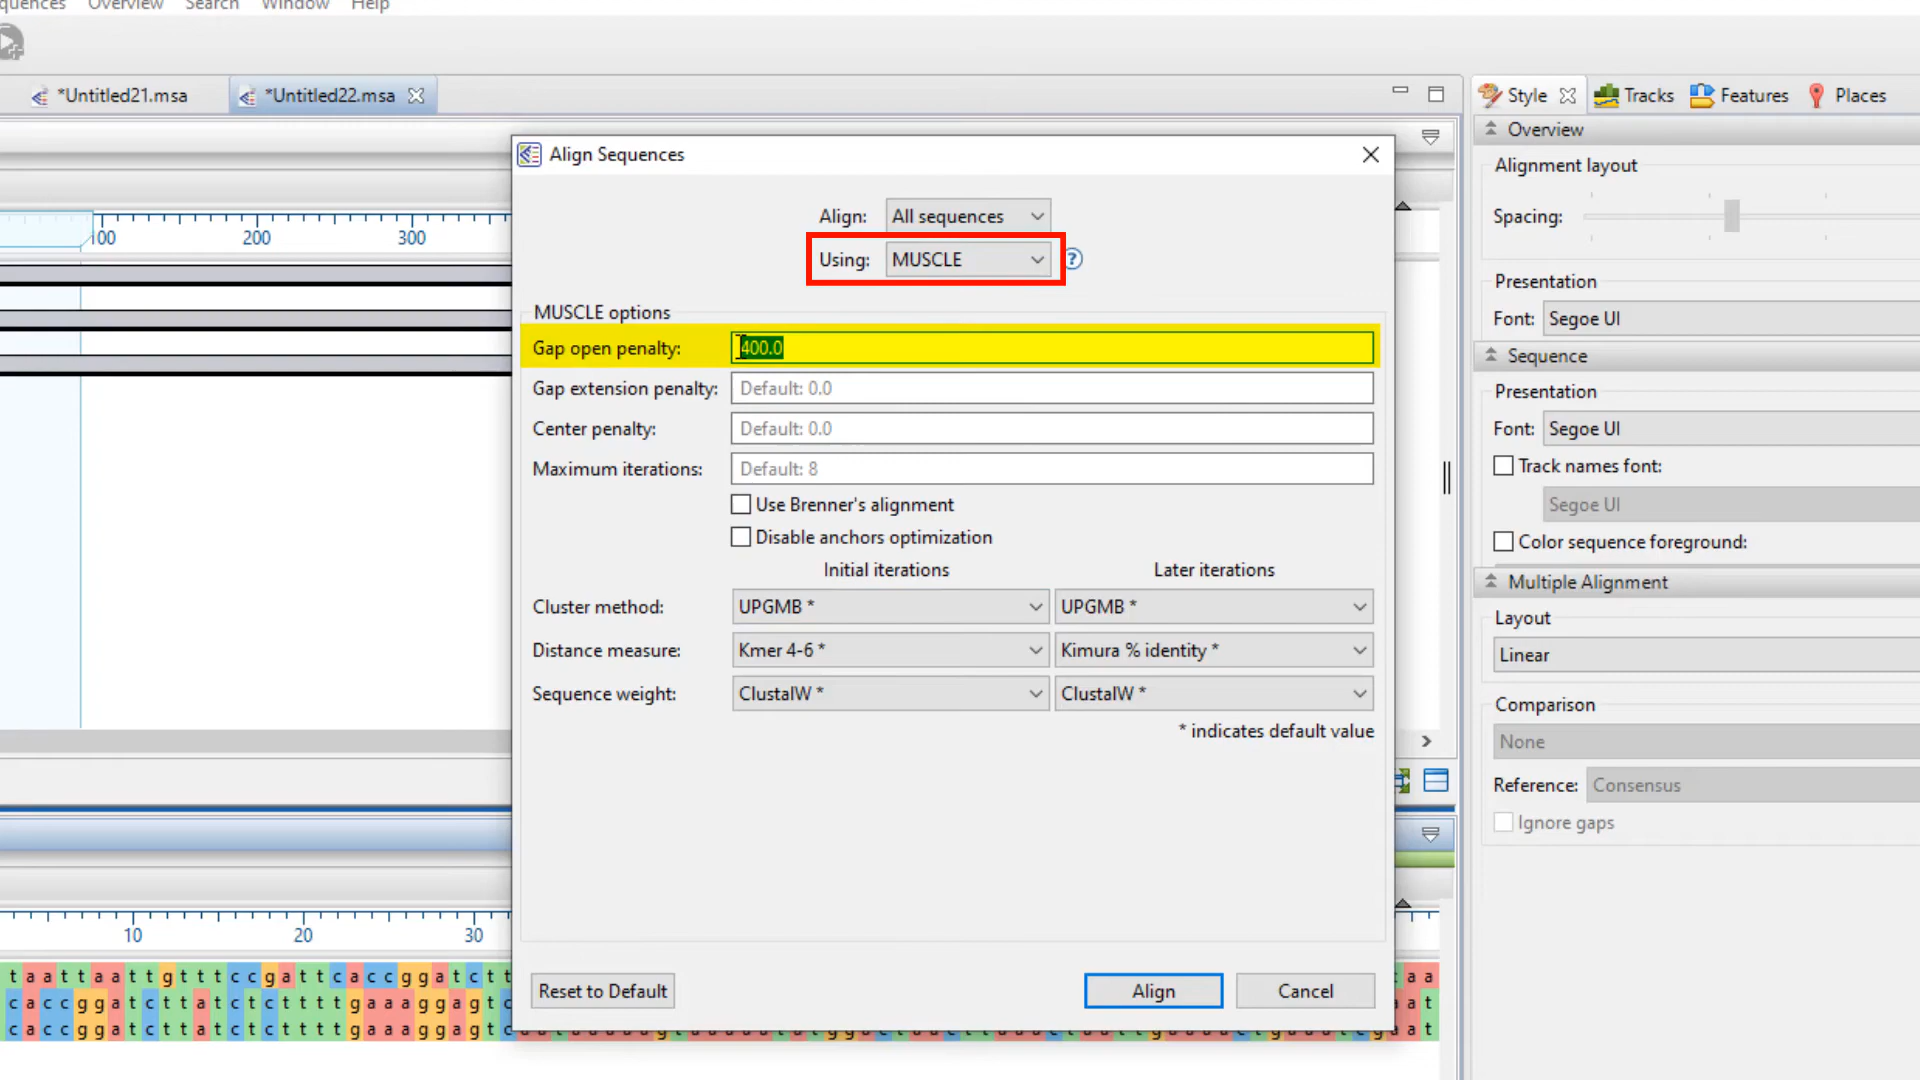 quences Overview Search Window Help
*Untitled21.msa *Untitled22.msa
Style Tracks Features Places
Overview
Alignment layout
Spacing:
Presentation
Font: Segoe UI
Sequence
Presentation
Font: Segoe UI
Track names font:
Segoe UI
Color sequence foreground:
Multiple Alignment
Layout
Linear
Comparison
None
Reference: Consensus
Ignore gaps
100 200 300
Align Sequences
Align: All sequences
Using: MUSCLE ?
MUSCLE options
Gap open penalty: 400.0
Gap extension penalty: Default: 0.0
Center penalty: Default: 0.0
Maximum iterations: Default: 8
Use Brenner's alignment
Disable anchors optimization
Initial iterations Later iterations
Cluster method: UPGMB * UPGMB *
Distance measure: Kmer 4-6 * Kimura % identity *
Sequence weight: ClustalW * ClustalW *
* indicates default value
Reset to Default Align Cancel
10 20 30
t a a t t a a t t g t t t c c g a t t c a c c g g a t c t t
c a c c g g a t c t t a t c t c t t t t g a a a g g a g t c
c a c c g g a t c t t a t c t c t t t t g a a a g g a g t c
a a
a a t
a a t